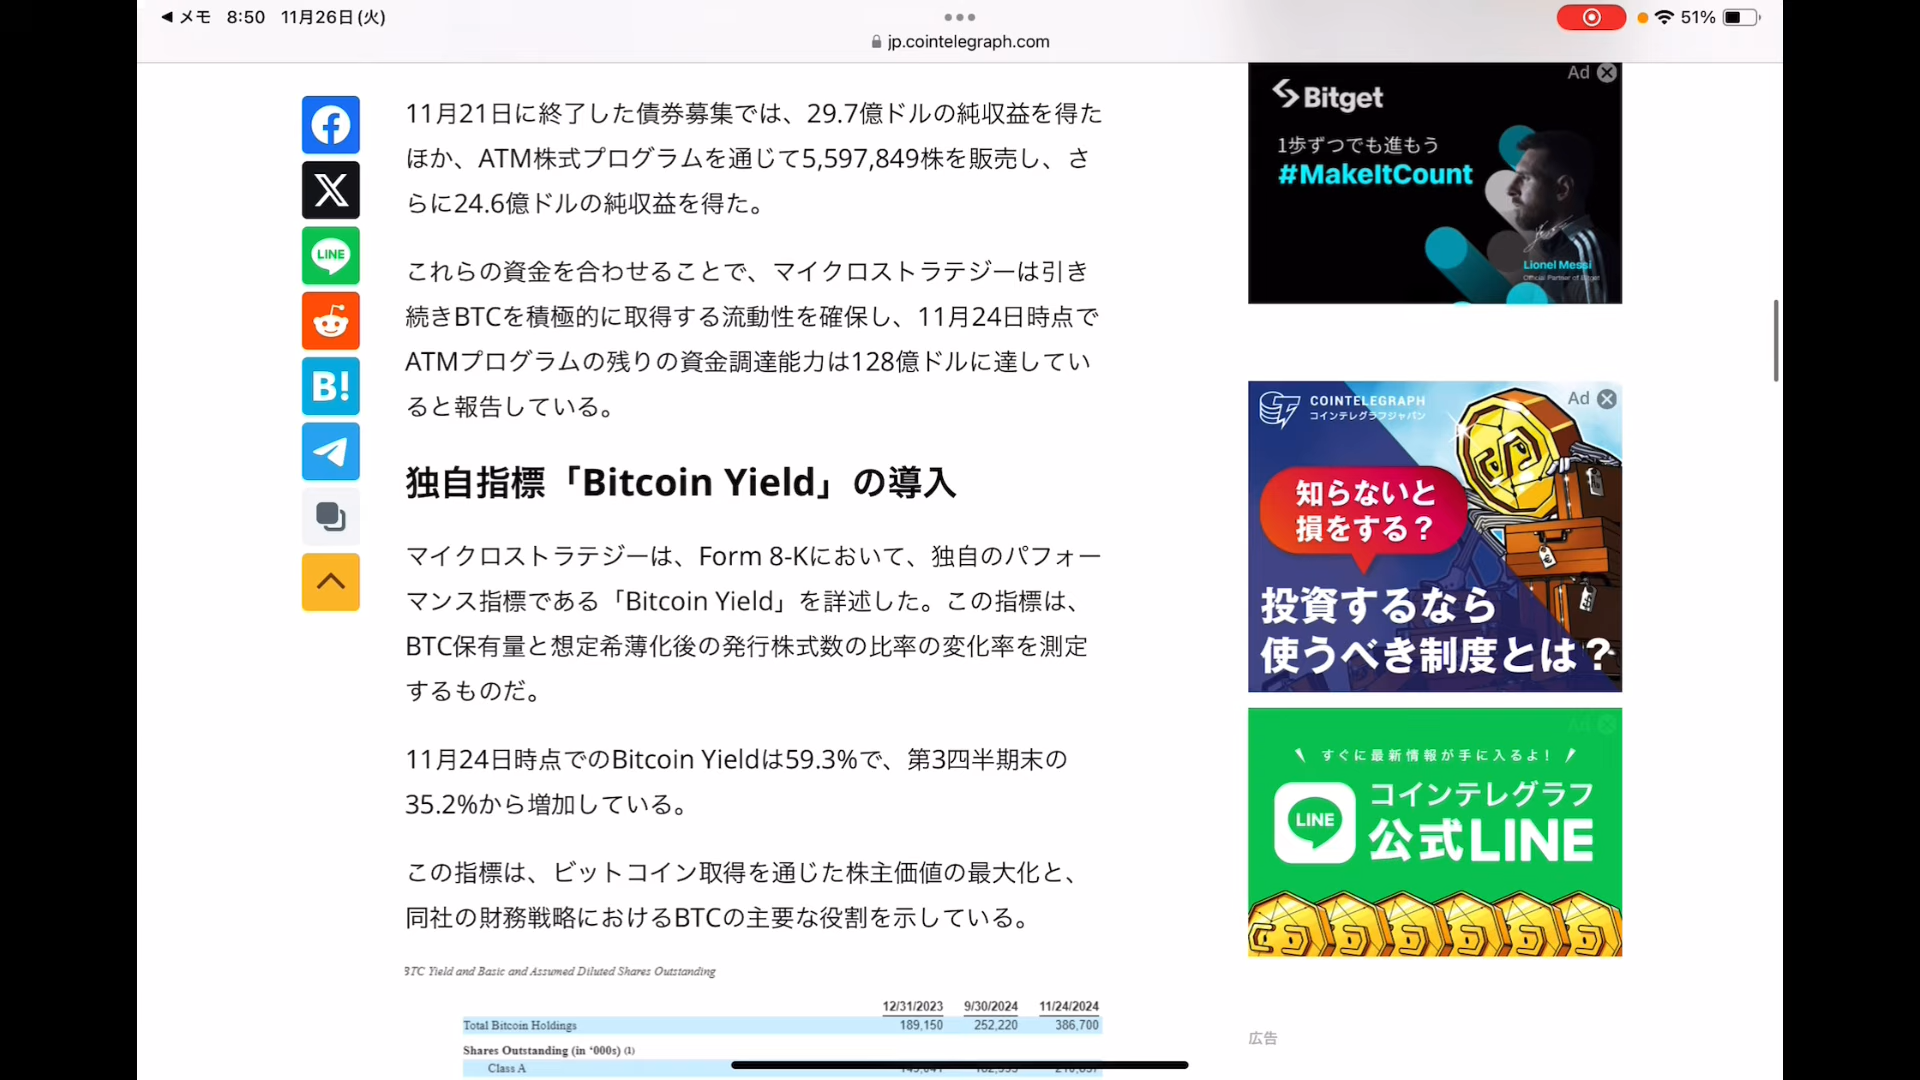 メモ 8:50 11月26日(火)
51%
jp.cointelegraph.com
11月21日に終了した債券募集では、29.7億ドルの純収益を得た
ほか、ATM株式プログラムを通じて5,597,849株を販売し、さ
らに24.6億ドルの純収益を得た。
これらの資金を合わせることで、マイクロストラテジーは引き
続きBTCを積極的に取得する流動性を確保し、11月24日時点で
ATMプログラムの残りの資金調達能力は128億ドルに達してい
ると報告している。
独自指標「Bitcoin Yield」の導入
マイクロストラテジーは、Form 8-Kにおいて、独自のパフォー
マンス指標である「Bitcoin Yield」を詳述した。この指標は、
BTC保有量と想定希薄化後の発行株式数の比率の変化率を測定
するものだ。
11月24日時点でのBitcoin Yieldは59.3%で、第3四半期末の
35.2%から増加している。
この指標は、ビットコイン取得を通じた株主価値の最大化と、
同社の財務戦略におけるBTCの主要な役割を示している。
BTC Yield and Basic and Assumed Diluted Shares Outstanding
12/31/2023 9/30/2024 11/24/2024
Total Bitcoin Holdings 189,150 252,220 386,700
Shares Outstanding (in '000s) (1)
Class A
LINE
B!
Ad
Bitget
1歩ずつでも進もう
#MakeItCount
Lionel Messi
Official Partner of Bitget
Ad
COINTELEGRAPH
コインテレグラフジャパン
知らないと
損をする?
投資するなら
使うべき制度とは?
Ad
すぐに最新情報が手に入るよ!
LINE
コインテレグラフ
公式LINE
広告